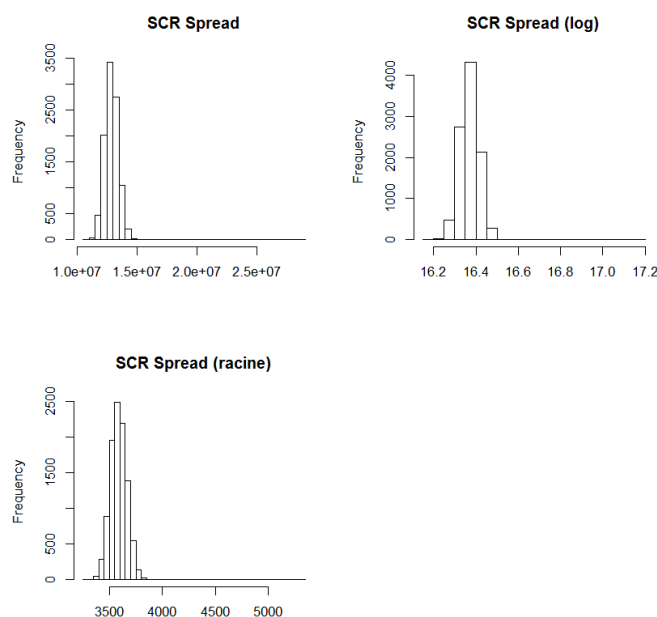 SCR Spread
Frequency
3500
2500
1500
500
0
1.0e+07 1.5e+07 2.0e+07 2.5e+07
SCR Spread (log)
Frequency
4000
3000
2000
1000
0
16.2 16.4 16.6 16.8 17.0 17.2
SCR Spread (racine)
Frequency
2500
1500
500
0
3500 4000 4500 5000